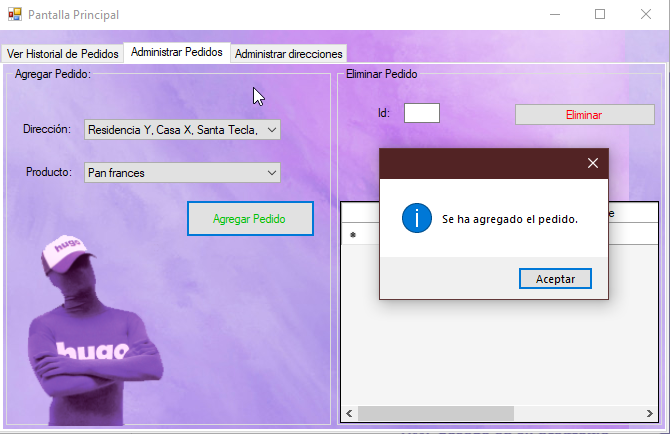 Pantalla Principal
Ver Historial de Pedidos
Administrar Pedidos
Administrar direcciones
Agregar Pedido:
Dirección:
Residencia Y, Casa X, Santa Tecla,
Producto:
Pan frances
Agregar Pedido
hugo
hugo
Eliminar Pedido
Id:
Eliminar
Se ha agregado el pedido.
Aceptar